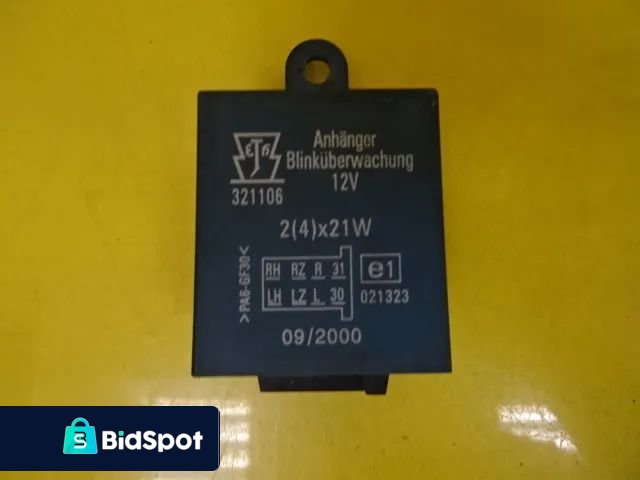 Anhänger
Blinküberwachung
12V
321106
2(4)x21W
>PA6-GF30<
RH RZ R 31
LH LZ L 30
e1
021323
09/2000
BidSpot